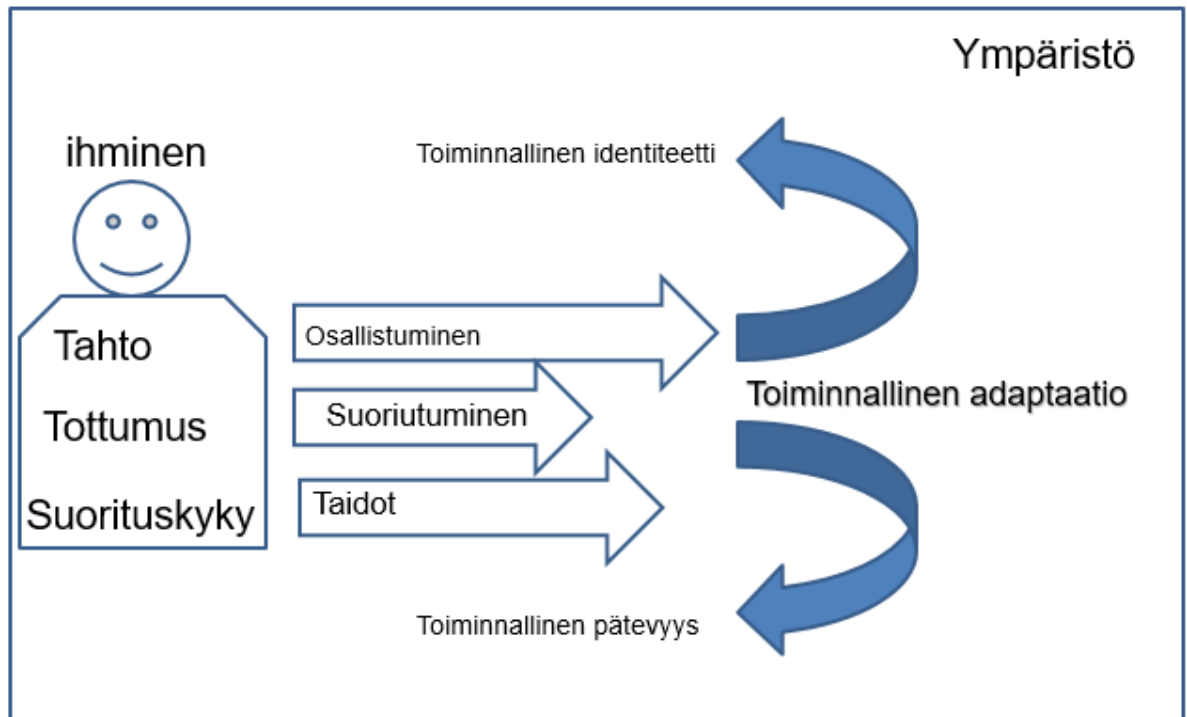 Ympäristö
ihminen
Toiminnallinen identiteetti
Tahto
Osallistuminen
Toiminnallinen adaptaatio
Tottumus
Suoriutuminen
Suorituskyky
Taidot
Toiminnallinen pätevyys